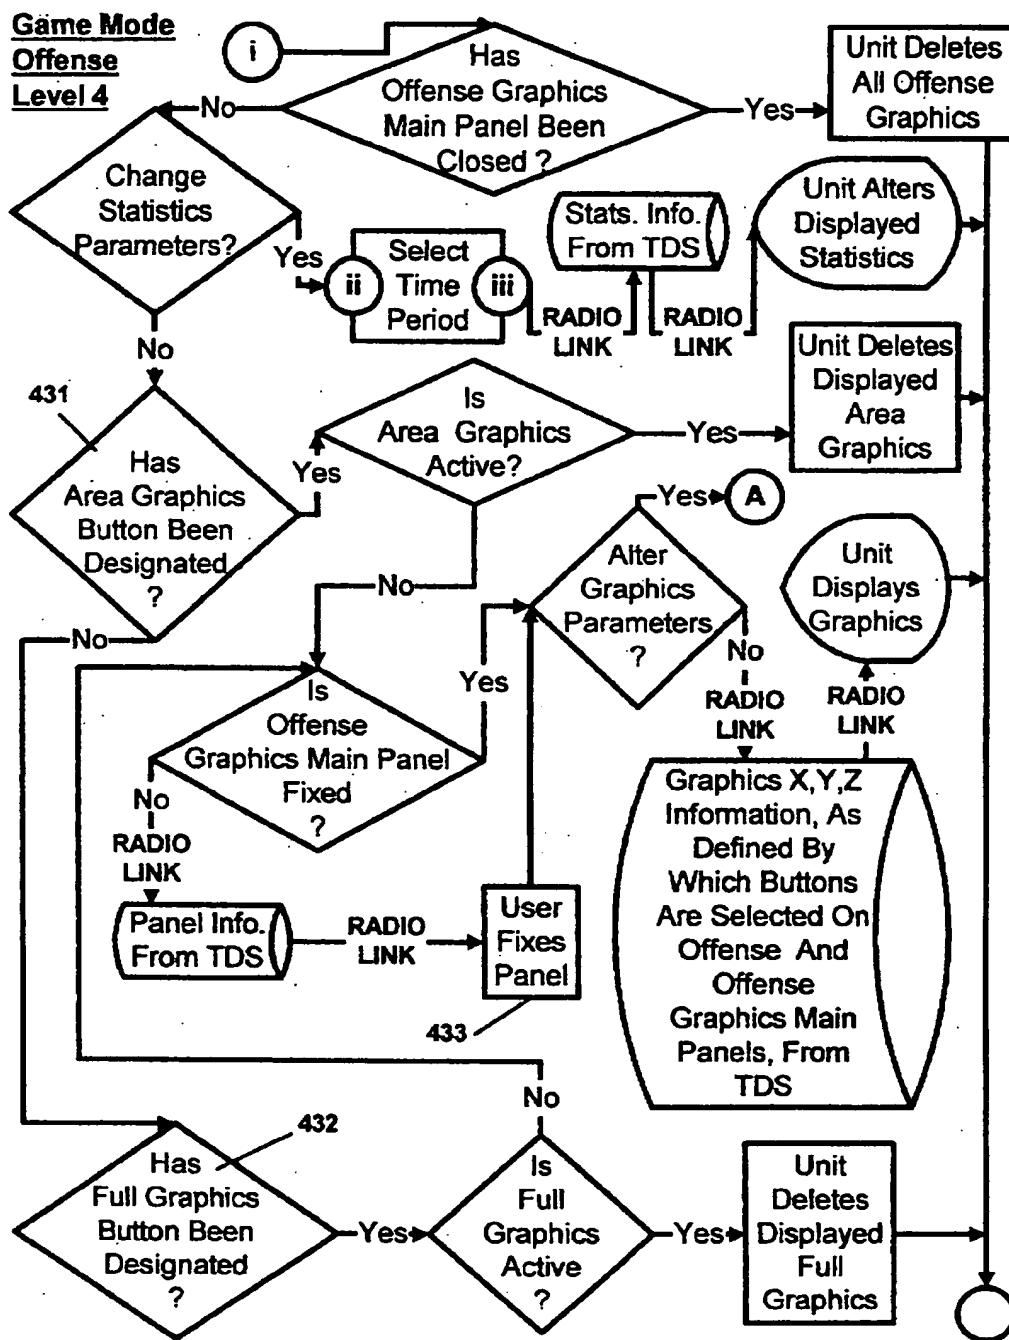 Game Mode
Offense
Level 4
i
Has
Offense Graphics
Main Panel Been
Closed ?
No
Yes
Unit Deletes
All Offense
Graphics
Change
Statistics
Parameters?
Yes
ii
Select
Time
Period
iii
RADIO
LINK
Stats. Info.
From TDS
RADIO
LINK
Unit Alters
Displayed
Statistics
No
431
Has
Area Graphics
Button Been
Designated
?
Yes
Is
Area Graphics
Active?
Yes
Unit Deletes
Displayed
Area
Graphics
No
No
Yes
A
Alter
Graphics
Parameters
?
Unit
Displays
Graphics
Is
Offense
Graphics Main Panel
Fixed
?
Yes
No
RADIO
LINK
RADIO
LINK
No
RADIO
LINK
Panel Info.
From TDS
RADIO
LINK
User
Fixes
Panel
433
Graphics X,Y,Z
Information, As
Defined By
Which Buttons
Are Selected On
Offense And
Offense
Graphics Main
Panels, From
TDS
432
Has
Full Graphics
Button Been
Designated
?
Yes
No
Is
Full
Graphics
Active
?
Yes
Unit
Deletes
Displayed
Full
Graphics